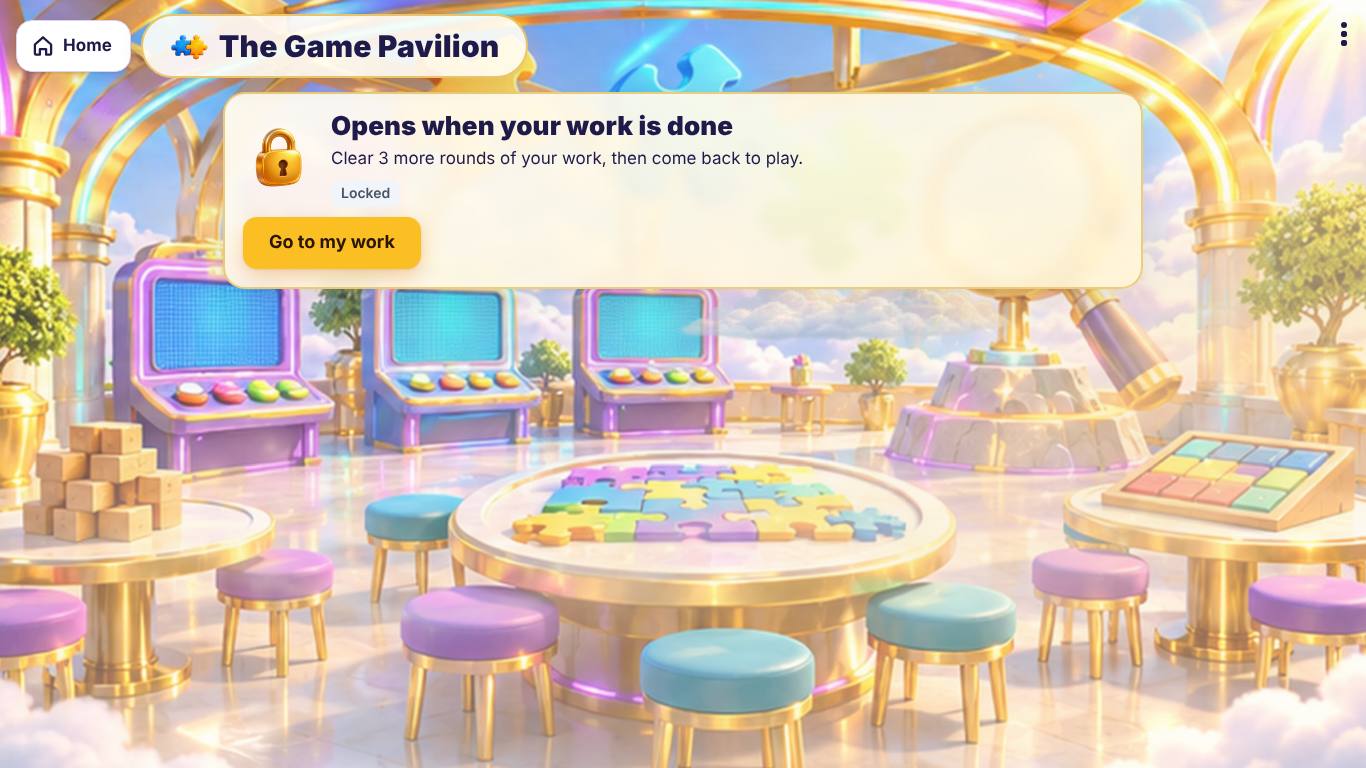 Home
The Game Pavilion
Opens when your work is done
Clear 3 more rounds of your work, then come back to play.
Locked
Go to my work